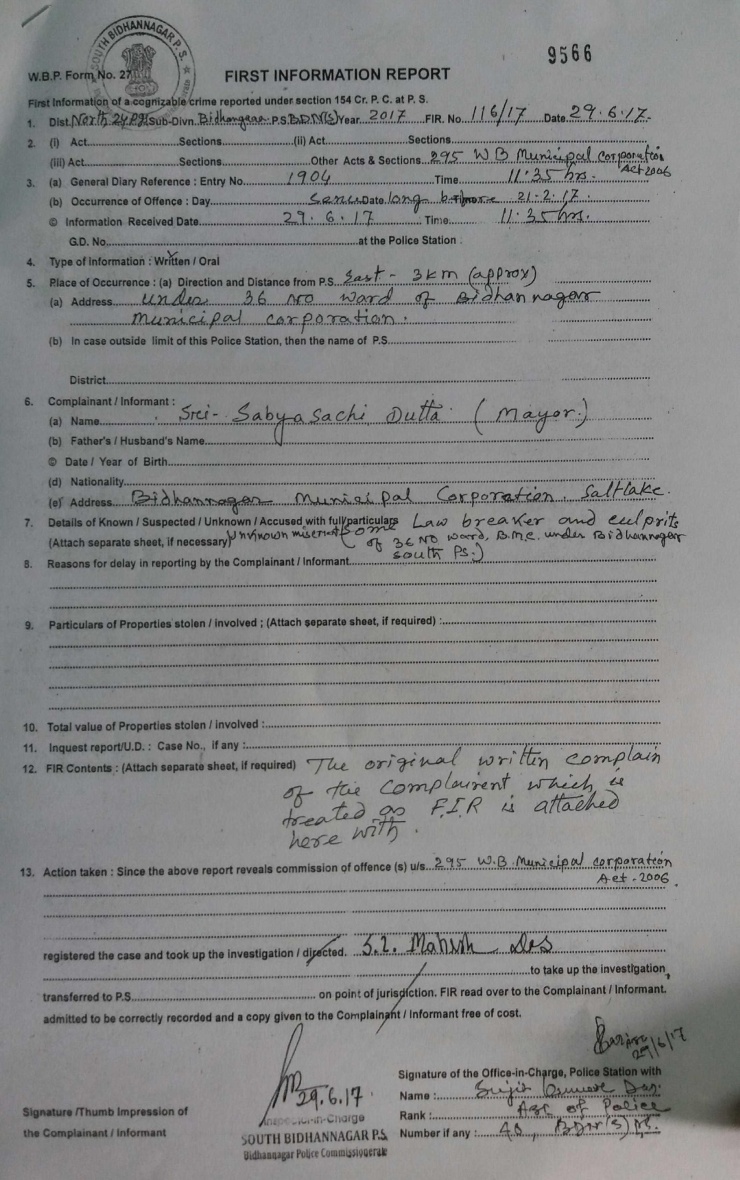 SOUTH BIDHANNAGAR P.S.
9566
W.B.P. Form No. 27
FIRST INFORMATION REPORT
First Information of a cognizable crime reported under section 154 Cr. P. C. at P. S.
1. Dist. North 24 Sub-Divn. Bidhannagar P.S. BDN(S) Year 2017 FIR. No. 116/17 Date 29.6.17.
2. (i) Act Sections (ii) Act Sections
(iii) Act Sections Other Acts & Sections 295 W B Municipal corporation Act 2006
3. (a) General Diary Reference : Entry No. 1904 Time 11:35 hrs.
(b) Occurrence of Offence : Day Date long before 21-2-17.
© Information Received Date 29.6.17 Time 11:35 hrs.
G.D. No. at the Police Station :
4. Type of Information : Written / Oral
5. Place of Occurrence : (a) Direction and Distance from P.S. East - 3 km (approx)
(a) Address under 36 NO ward of Bidhannagar
Municipal corporation.
(b) In case outside limit of this Police Station, then the name of P.S.
District
6. Complainant / Informant :
(a) Name Sri- Sabyasachi Dutta (Mayor.)
(b) Father's / Husband's Name
© Date / Year of Birth
(d) Nationality
(e) Address Bidhannagar Municipal Corporation Saltlake.
7. Details of Known / Suspected / Unknown / Accused with full particulars Law breaker and culprits
(Attach separate sheet, if necessary) Unknown of 36 NO ward, B.M.C. under Bidhannagar
south PS.)
8. Reasons for delay in reporting by the Complainant / Informant
9. Particulars of Properties stolen / involved ; (Attach separate sheet, if required) :
10. Total value of Properties stolen / involved :
11. Inquest report/U.D. : Case No., if any :
12. FIR Contents : (Attach separate sheet, if required) The original written complain
of the complainent which is
treated as F.I.R is attached
here with.
13. Action taken : Since the above report reveals commission of offence (s) u/s. 295 W.B. Municipal corporation
Act - 2006.
registered the case and took up the investigation / directed. S.I. Mahesh Das
to take up the investigation,
transferred to P.S. on point of jurisdiction. FIR read over to the Complainant / Informant.
admitted to be correctly recorded and a copy given to the Complainant / Informant free of cost.
29/6/17
Signature of the Office-in-Charge, Police Station with
29.6.17
Name : Sujit Das.
Inspector-in-Charge
Rank : of Police
Signature /Thumb Impression of
the Complainant / Informant
SOUTH BIDHANNAGAR P.S.
Number if any :
Bidhannagar Police Commissionerate